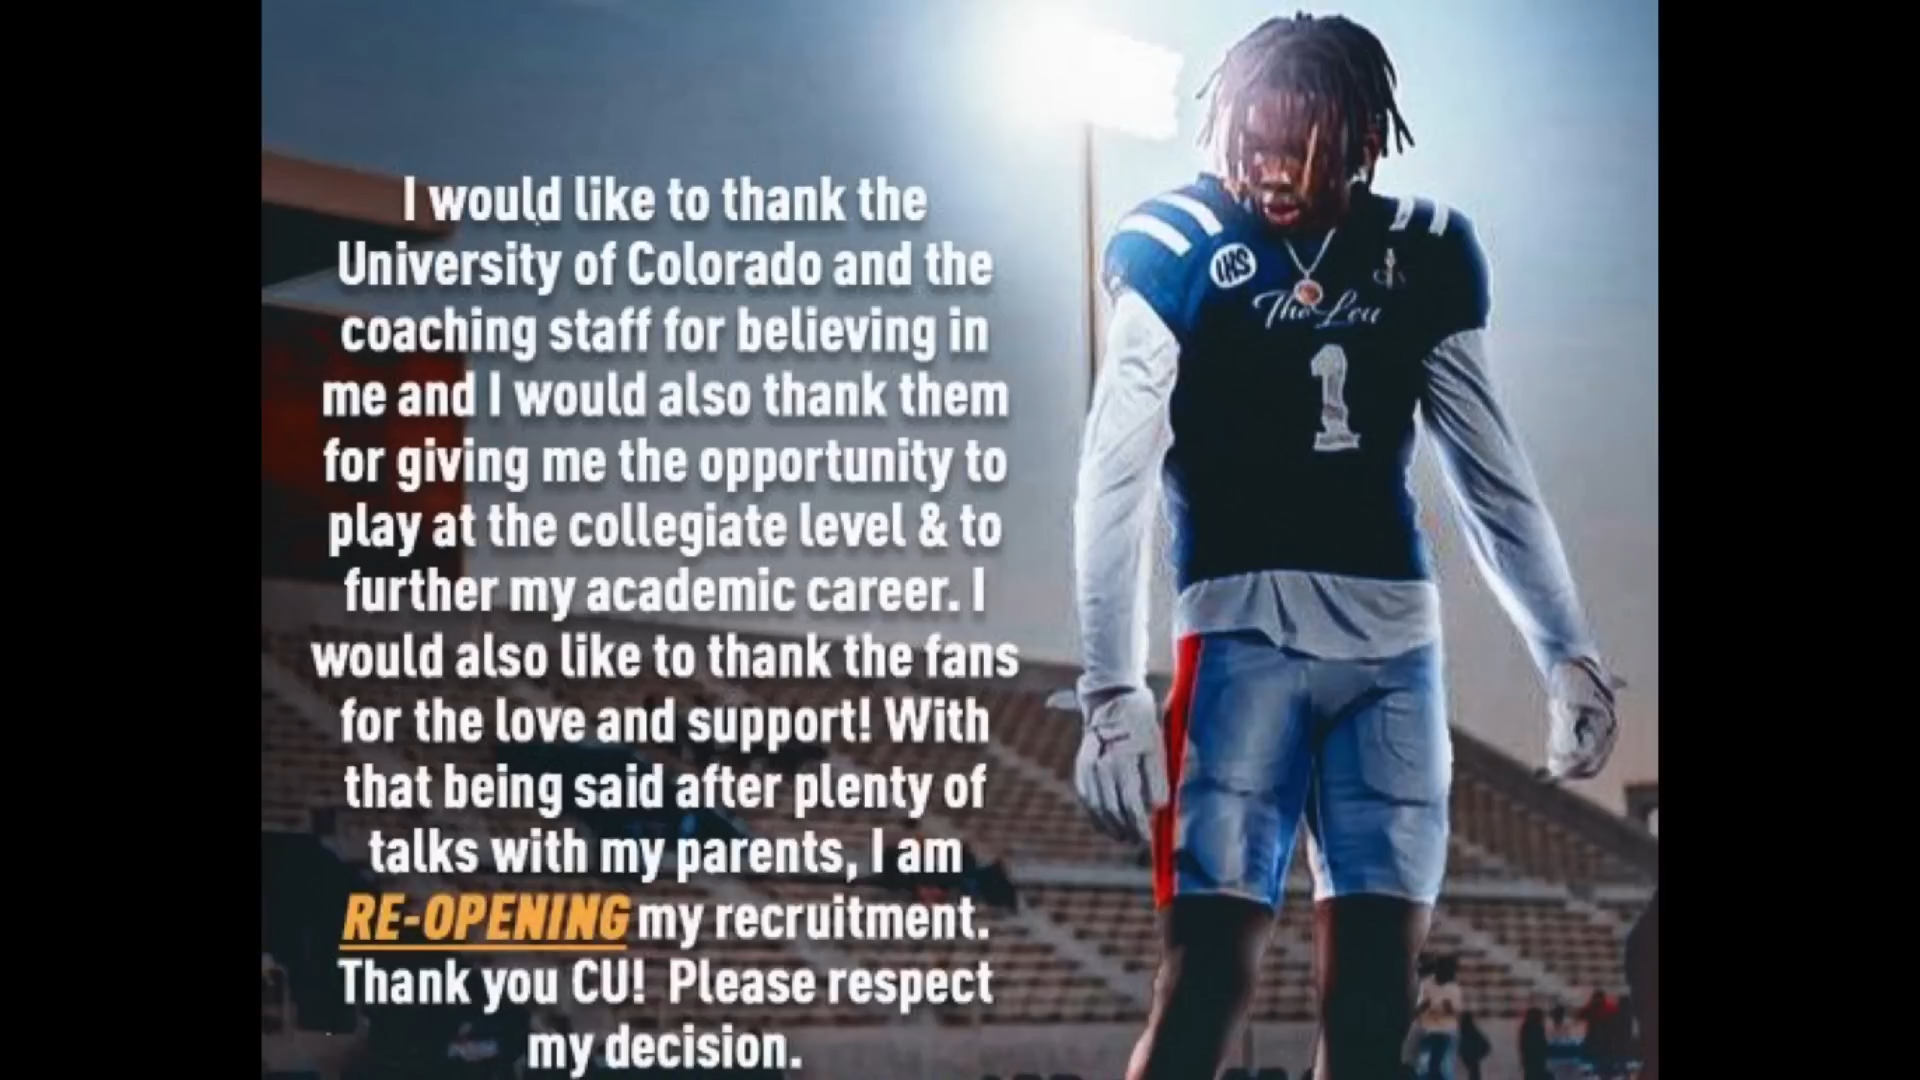 I would like to thank the
University of Colorado and the
coaching staff for believing in
me and I would also thank them
for giving me the opportunity to
play at the collegiate level & to
further my academic career. I
would also like to thank the fans
for the love and support! With
that being said after plenty of
talks with my parents, I am
RE-OPENING my recruitment.
Thank you CU! Please respect
my decision.
IHS
The Lou
1